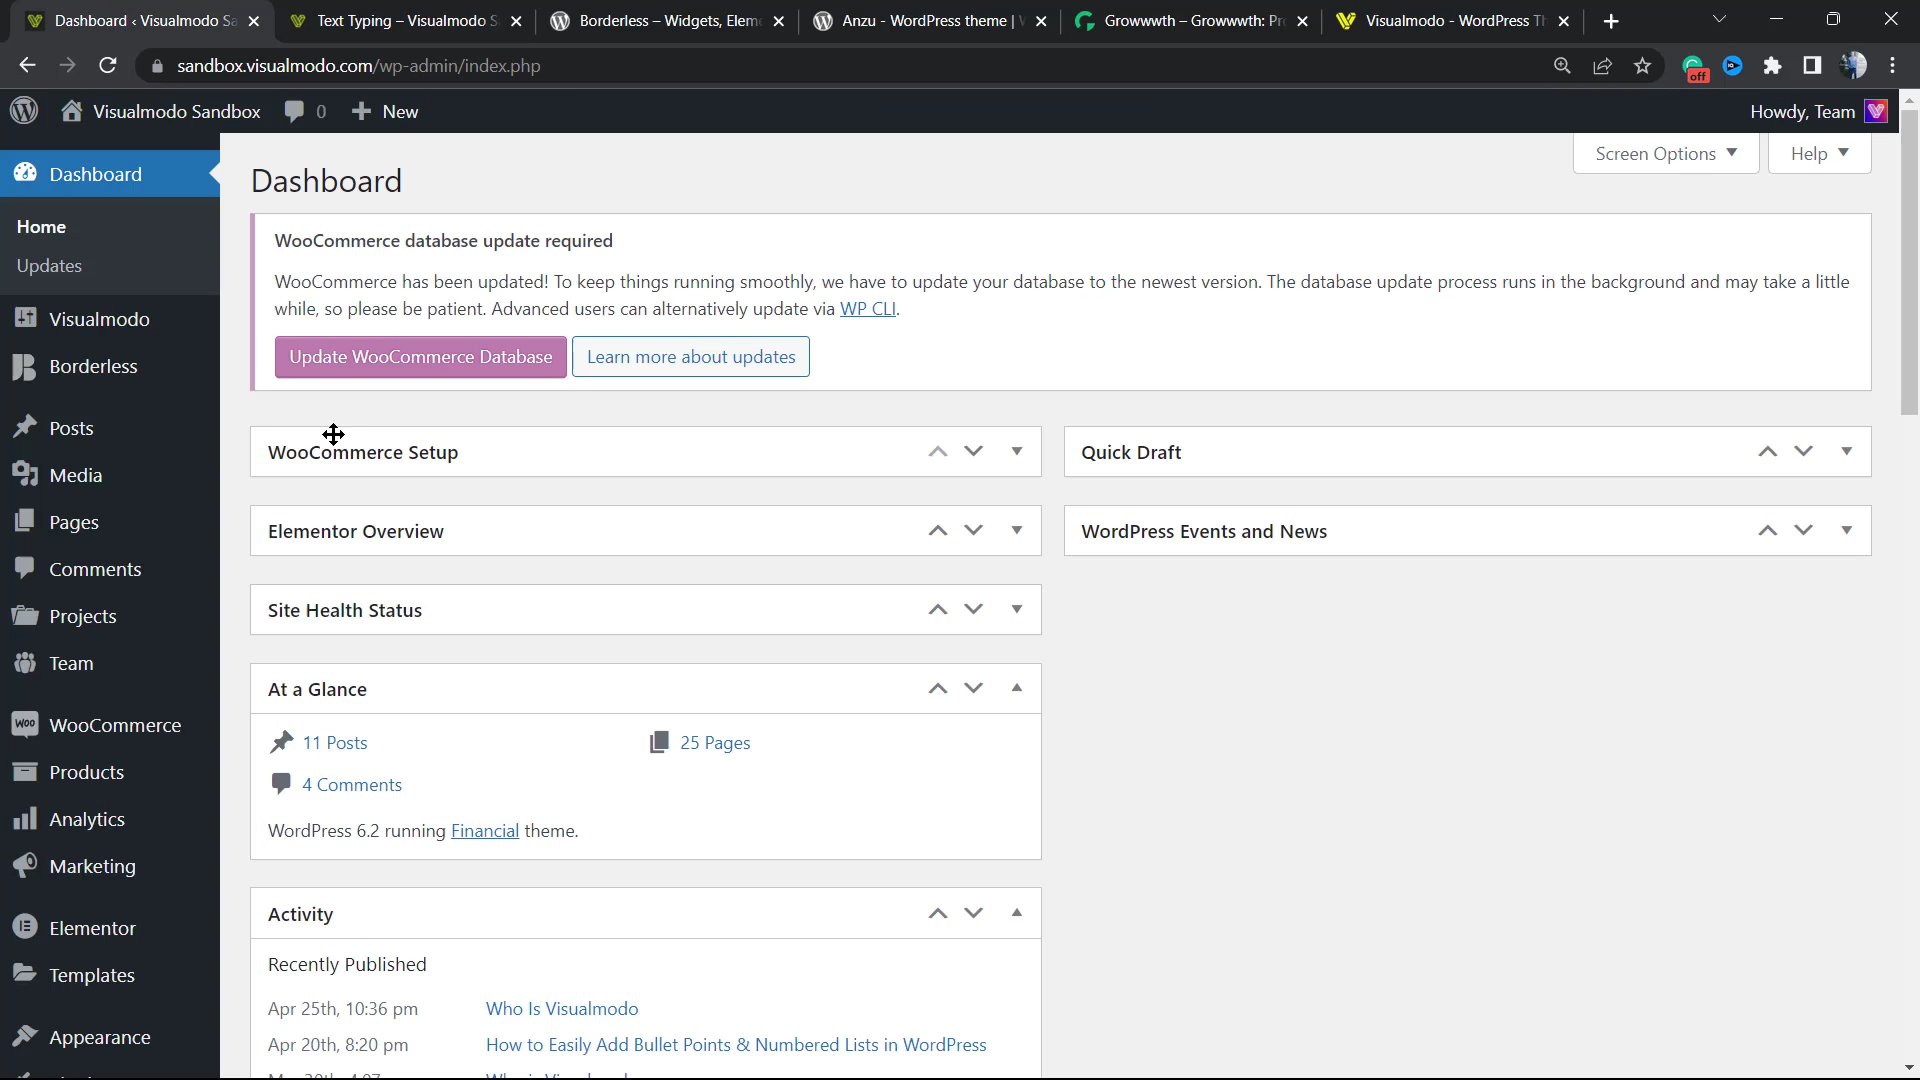 Dashboard ‹ Visualmodo Sa
Text Typing – Visualmodo S
Borderless – Widgets, Elem
Anzu - WordPress theme |
Growwwth – Growwwth: Pr
Visualmodo - WordPress Th
sandbox.visualmodo.com/wp-admin/index.php
off
Visualmodo Sandbox
0
New
Howdy, Team
Screen Options
Help
Dashboard
Home
Updates
Visualmodo
Borderless
Posts
Media
Pages
Comments
Projects
Team
WooCommerce
Products
Analytics
Marketing
Elementor
Templates
Appearance
Dashboard
WooCommerce database update required
WooCommerce has been updated! To keep things running smoothly, we have to update your database to the newest version. The database update process runs in the background and may take a little
while, so please be patient. Advanced users can alternatively update via WP CLI.
Update WooCommerce Database
Learn more about updates
WooCommerce Setup
Elementor Overview
Site Health Status
At a Glance
11 Posts
25 Pages
4 Comments
WordPress 6.2 running Financial theme.
Activity
Recently Published
Apr 25th, 10:36 pm
Who Is Visualmodo
Apr 20th, 8:20 pm
How to Easily Add Bullet Points & Numbered Lists in WordPress
Quick Draft
WordPress Events and News